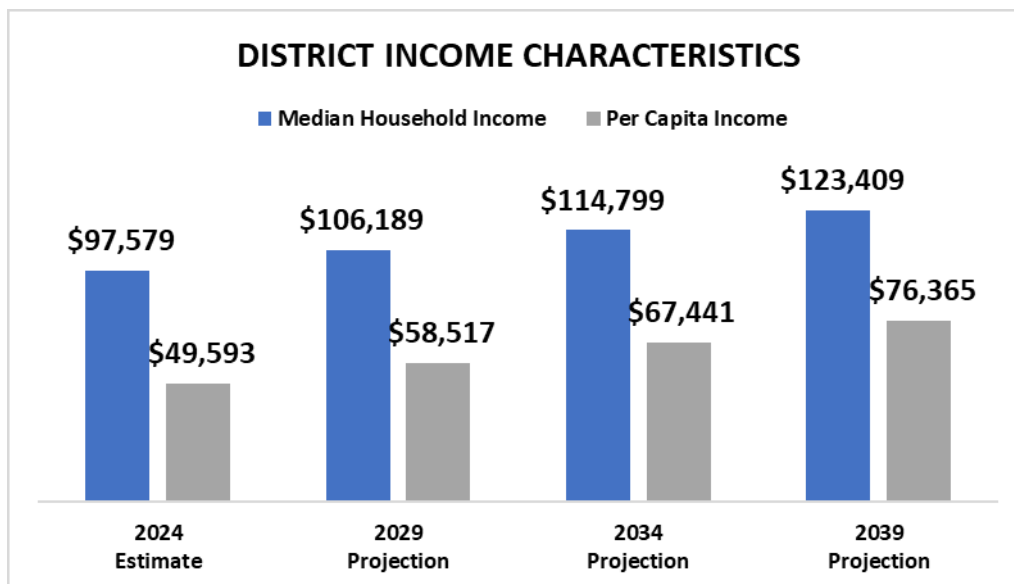 DISTRICT INCOME CHARACTERISTICS
Median Household Income Per Capita Income
$97,579
$49,593
$106,189
$58,517
$114,799
$67,441
$123,409
$76,365
2024
Estimate
2029
Projection
2034
Projection
2039
Projection